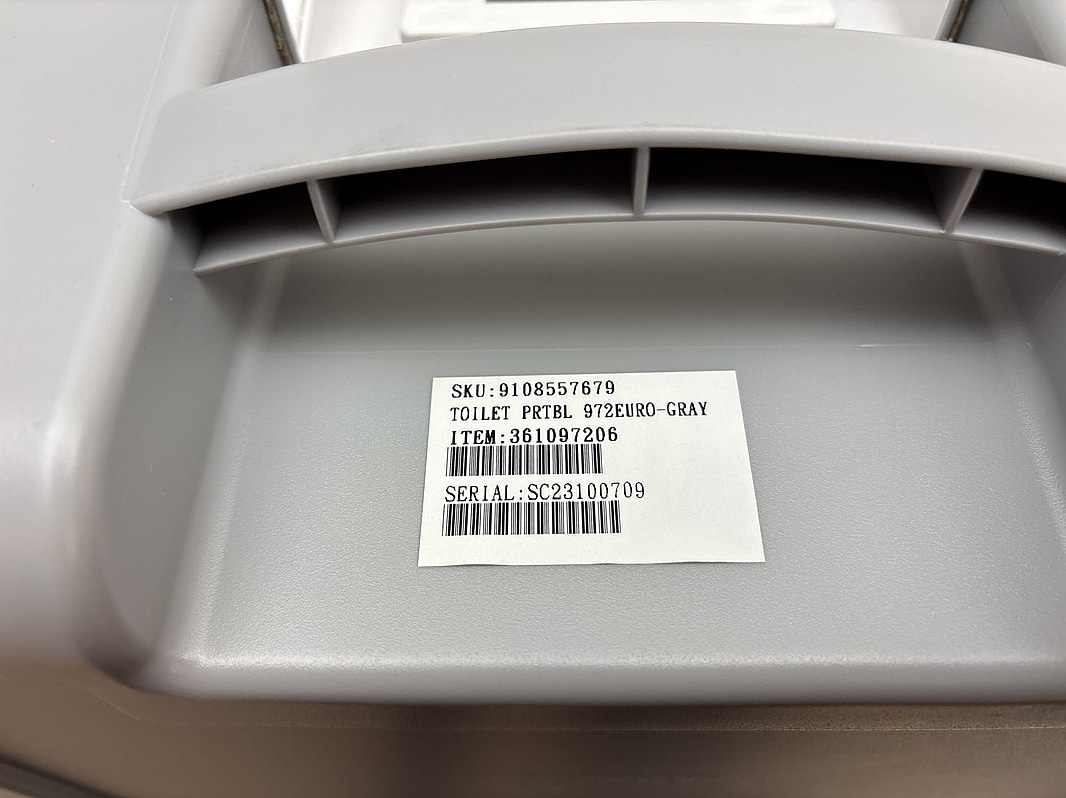 SKU:9108557679
TOILET PRTBL 972EURO-GRAY
ITEM:361097206
SERIAL:SC23100709